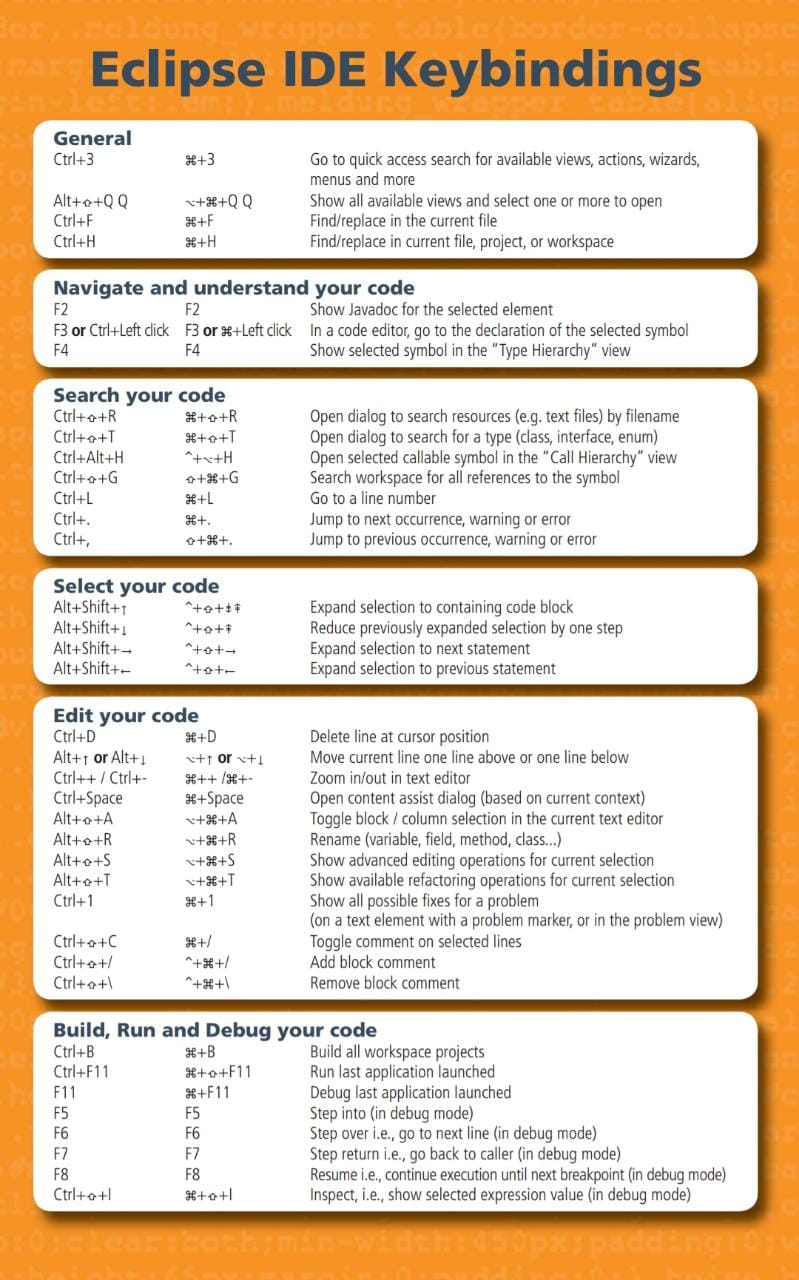 Eclipse IDE Keybindings
General
Ctrl+3 ⌘+3 Go to quick access search for available views, actions, wizards,
menus and more
Alt+⇧+Q Q ⌥+⌘+Q Q Show all available views and select one or more to open
Ctrl+F ⌘+F Find/replace in the current file
Ctrl+H ⌘+H Find/replace in current file, project, or workspace
Navigate and understand your code
F2 F2 Show Javadoc for the selected element
F3 or Ctrl+Left click F3 or ⌘+Left click In a code editor, go to the declaration of the selected symbol
F4 F4 Show selected symbol in the “Type Hierarchy” view
Search your code
Ctrl+⇧+R ⌘+⇧+R Open dialog to search resources (e.g. text files) by filename
Ctrl+⇧+T ⌘+⇧+T Open dialog to search for a type (class, interface, enum)
Ctrl+Alt+H ^+⌥+H Open selected callable symbol in the “Call Hierarchy” view
Ctrl+⇧+G ⇧+⌘+G Search workspace for all references to the symbol
Ctrl+L ⌘+L Go to a line number
Ctrl+. ⌘+. Jump to next occurrence, warning or error
Ctrl+, ⇧+⌘+. Jump to previous occurrence, warning or error
Select your code
Alt+Shift+↑ ^+⇧+⇞⇞ Expand selection to containing code block
Alt+Shift+↓ ^+⇧+⇞ Reduce previously expanded selection by one step
Alt+Shift+→ ^+⇧+→ Expand selection to next statement
Alt+Shift+← ^+⇧+← Expand selection to previous statement
Edit your code
Ctrl+D ⌘+D Delete line at cursor position
Alt+↑ or Alt+↓ ⌥+↑ or ⌥+↓ Move current line one line above or one line below
Ctrl++ / Ctrl+- ⌘++ /⌘+- Zoom in/out in text editor
Ctrl+Space ⌘+Space Open content assist dialog (based on current context)
Alt+⇧+A ⌥+⌘+A Toggle block / column selection in the current text editor
Alt+⇧+R ⌥+⌘+R Rename (variable, field, method, class...)
Alt+⇧+S ⌥+⌘+S Show advanced editing operations for current selection
Alt+⇧+T ⌥+⌘+T Show available refactoring operations for current selection
Ctrl+1 ⌘+1 Show all possible fixes for a problem
(on a text element with a problem marker, or in the problem view)
Ctrl+⇧+C ⌘+/ Toggle comment on selected lines
Ctrl+⇧+/ ^+⌘+/ Add block comment
Ctrl+⇧+\ ^+⌘+\ Remove block comment
Build, Run and Debug your code
Ctrl+B ⌘+B Build all workspace projects
Ctrl+F11 ⌘+⇧+F11 Run last application launched
F11 ⌘+F11 Debug last application launched
F5 F5 Step into (in debug mode)
F6 F6 Step over i.e., go to next line (in debug mode)
F7 F7 Step return i.e., go back to caller (in debug mode)
F8 F8 Resume i.e., continue execution until next breakpoint (in debug mode)
Ctrl+⇧+I ⌘+⇧+I Inspect, i.e., show selected expression value (in debug mode)